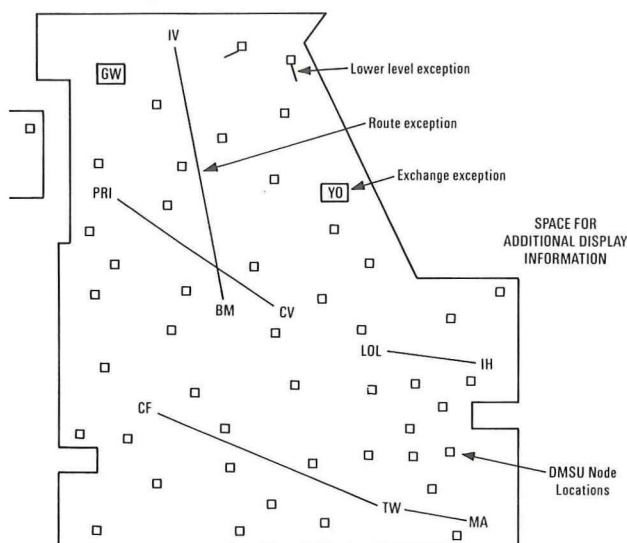 IV
GW
Lower level exception
Route exception
Exchange exception
YO
PRI
SPACE FOR
ADDITIONAL DISPLAY
INFORMATION
BM
CV
LOL
IH
CF
DMSU Node
Locations
TW
MA